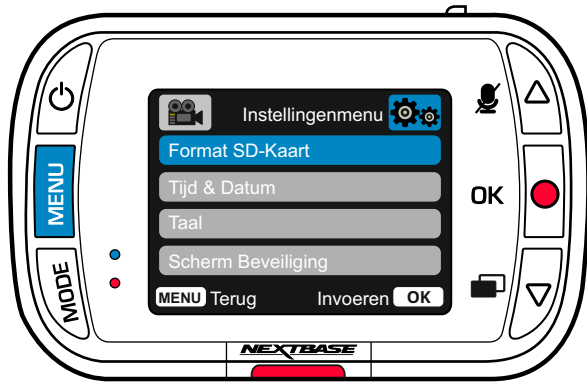 Instellingenmenu
Format SD-Kaart
MENU
Tijd & Datum
OK
Taal
Scherm Beveiliging
MODE
MENU Terug Invoeren OK
NEXTBASE